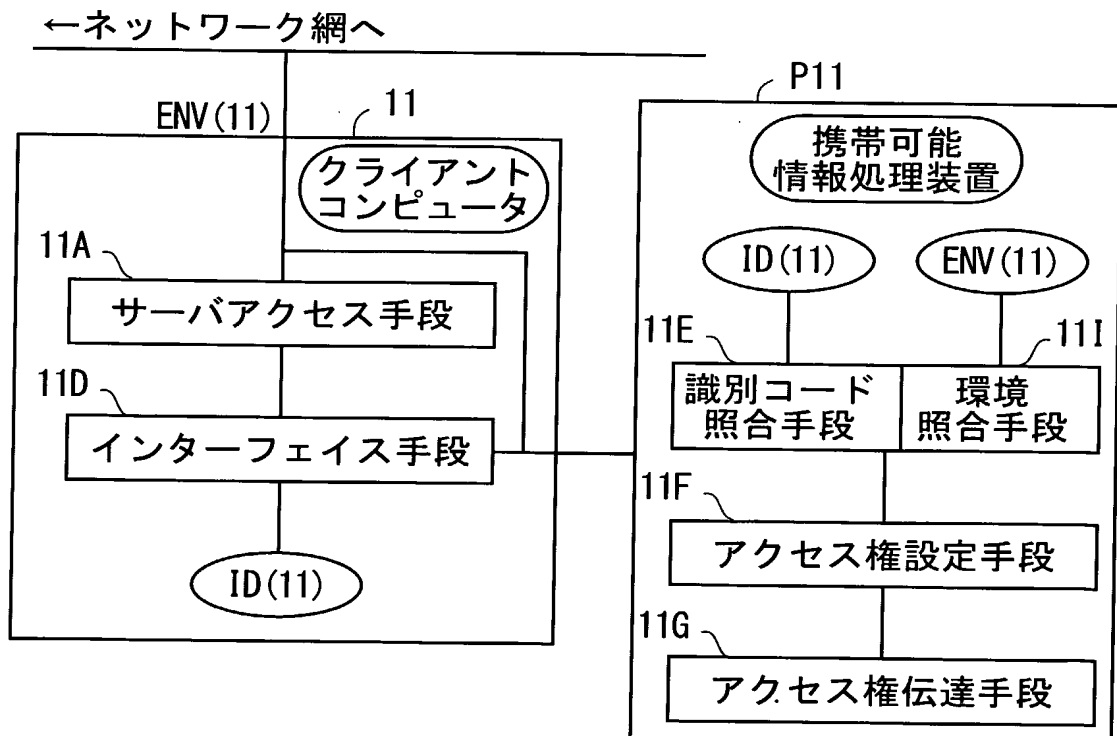 ←ネットワーク網へ
ENV(11)
11
クライアント
コンピュータ
11A
サーバアクセス手段
11D
インターフェイス手段
ID(11)
P11
携帯可能
情報処理装置
ID(11)
ENV(11)
11E
11I
識別コード
照合手段
環境
照合手段
11F
アクセス権設定手段
11G
アクセス権伝達手段